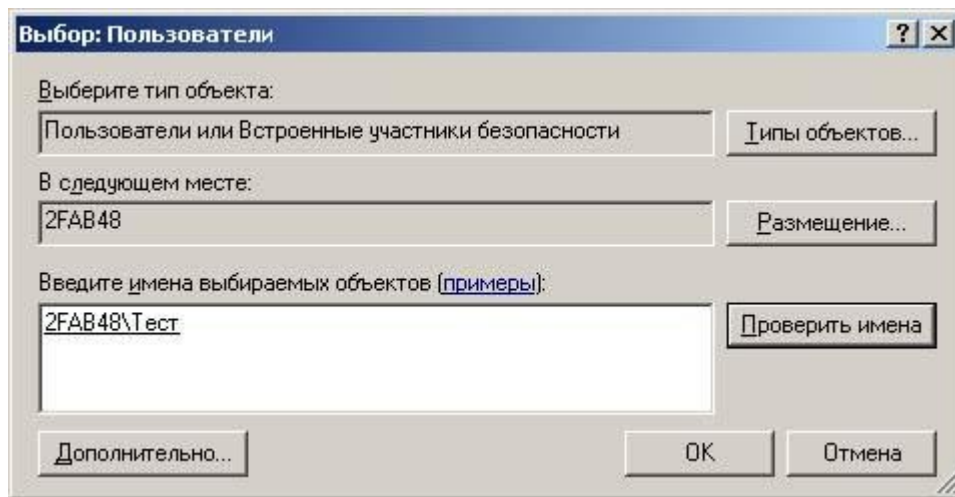 Выбор: Пользователи
Выберите тип объекта:
Пользователи или Встроенные участники безопасности
Типы объектов...
В следующем месте:
2FAB48
Размещение...
Введите имена выбираемых объектов (примеры):
2FAB48\Тест
Проверить имена
Дополнительно...
OK
Отмена